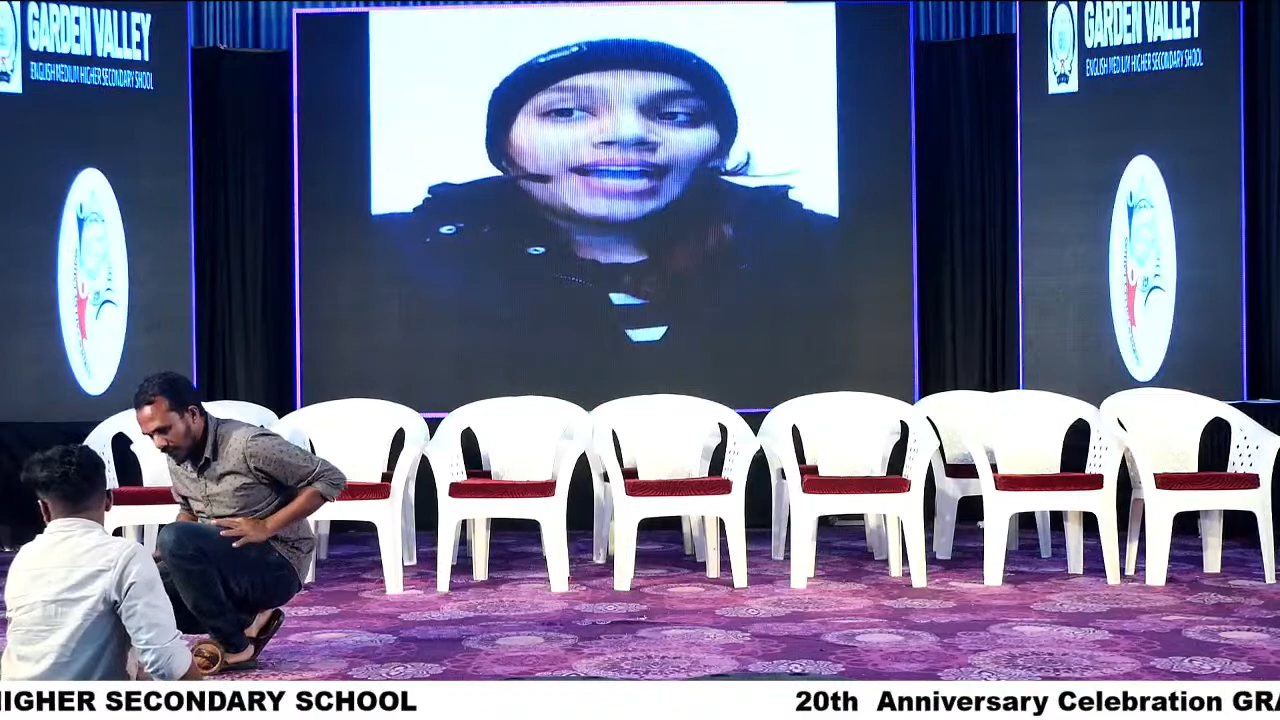 GARDEN VALLEY
ENGLISH MEDIUM HIGHER SECONDARY SCHOOL
GARDEN VALLEY
ENGLISH MEDIUM HIGHER SECONDARY SCHOOL
HIGHER SECONDARY SCHOOL
20th Anniversary Celebration GRA